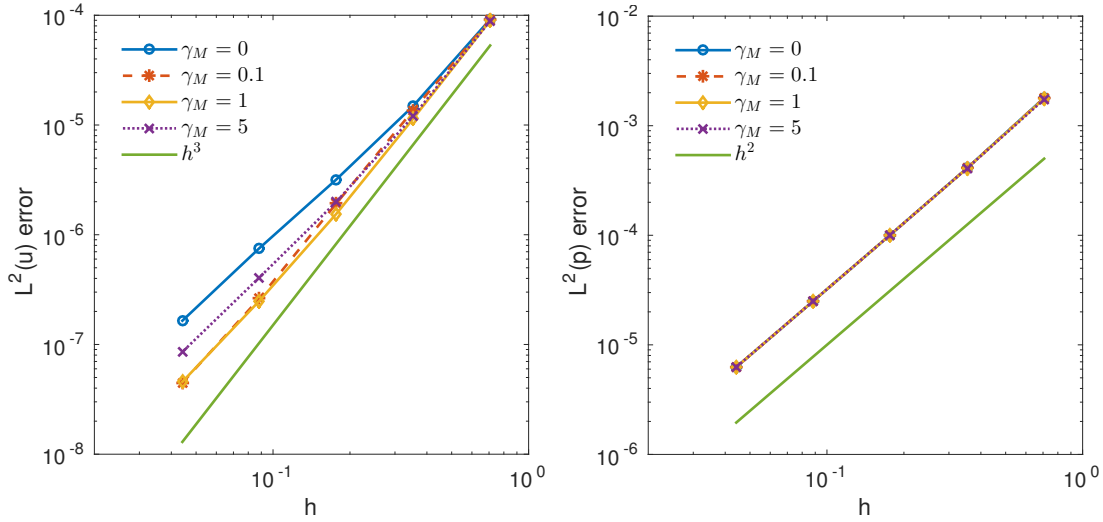 10^-4
γ_M = 0
γ_M = 0.1
γ_M = 1
γ_M = 5
h^3
10^-5
10^-6
10^-7
10^-8
L^2(u) error
10^-1
10^0
h
10^-2
γ_M = 0
γ_M = 0.1
γ_M = 1
γ_M = 5
h^2
10^-3
10^-4
10^-5
10^-6
L^2(p) error
10^-1
10^0
h